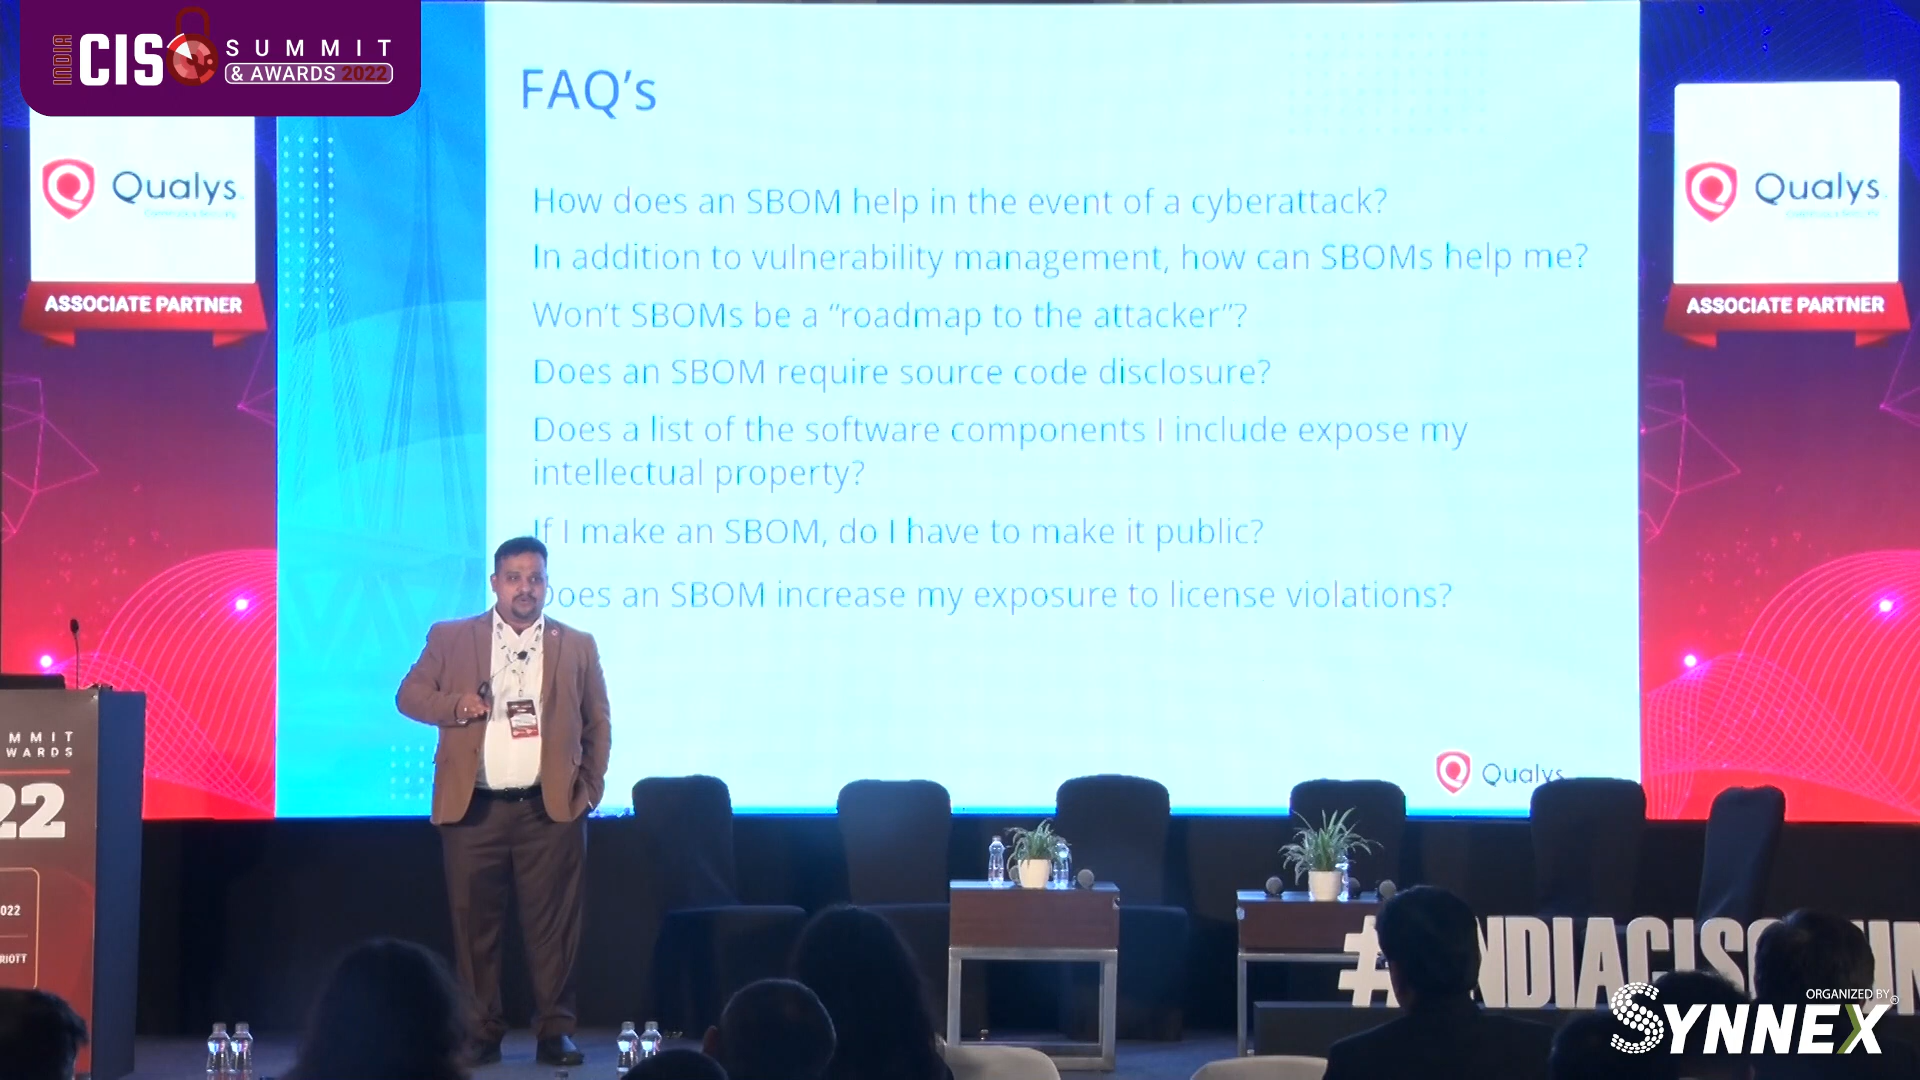 INDIA CISO SUMMIT
& AWARDS 2022
Qualys
ASSOCIATE PARTNER
FAQ's
How does an SBOM help in the event of a cyberattack?
In addition to vulnerability management, how can SBOMs help me?
Won't SBOMs be a “roadmap to the attacker”?
Does an SBOM require source code disclosure?
Does a list of the software components I include expose my
intellectual property?
If I make an SBOM, do I have to make it public?
Does an SBOM increase my exposure to license violations?
Qualys
Qualys
ASSOCIATE PARTNER
MMIT
WARDS
22
022
RIOTT
#INDIACISO
ORGANIZED BY
SYNNEX